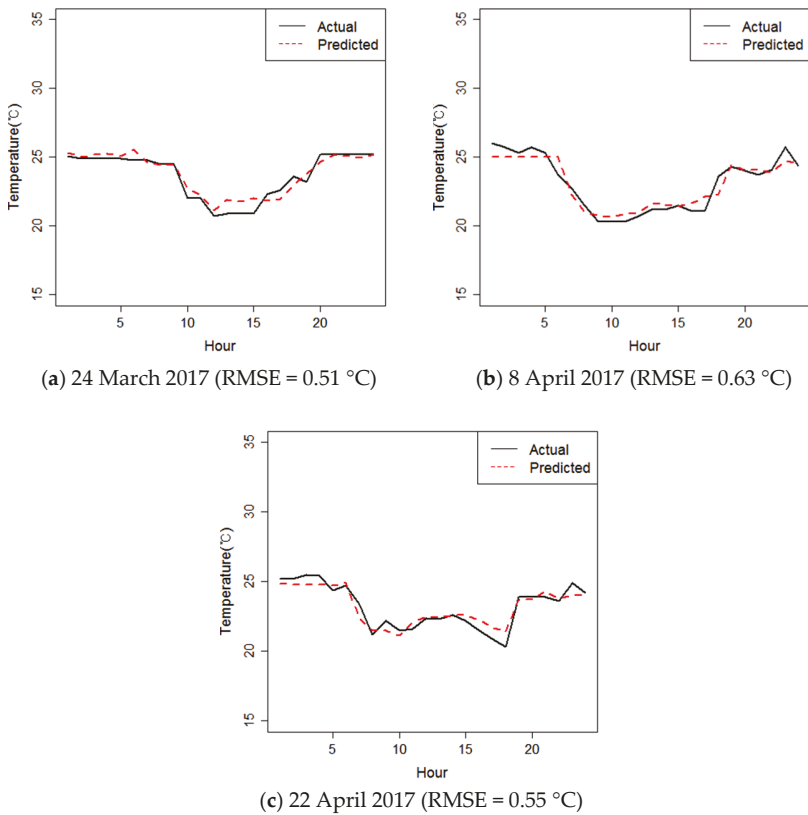 Actual
Predicted
Temperature(℃)
35
30
25
20
15
5
10
15
20
Hour
(a) 24 March 2017 (RMSE = 0.51 °C)
Actual
Predicted
Temperature(℃)
35
30
25
20
15
5
10
15
20
Hour
(b) 8 April 2017 (RMSE = 0.63 °C)
Actual
Predicted
Temperature(℃)
35
30
25
20
15
5
10
15
20
Hour
(c) 22 April 2017 (RMSE = 0.55 °C)